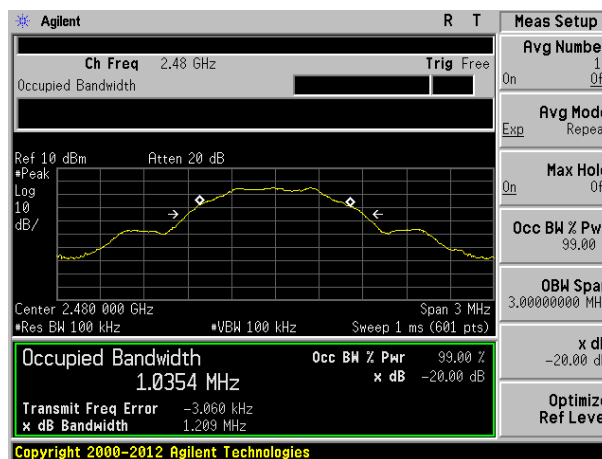 Agilent R T Meas Setup
Ch Freq 2.48 GHz Trig Free
Occupied Bandwidth
Ref 10 dBm Atten 20 dB
#Peak
Log
10
dB/
Center 2.480 000 GHz Span 3 MHz
#Res BW 100 kHz #VBW 100 kHz Sweep 1 ms (601 pts)
Occupied Bandwidth Occ BW % Pwr 99.00 %
1.0354 MHz x dB -20.00 dB
Transmit Freq Error -3.060 kHz
x dB Bandwidth 1.209 MHz
Copyright 2000-2012 Agilent Technologies
Avg Numbe
1
On Of
Avg Mod
Exp Repea
Max Hol
On Of
Occ BW % Pw
99.00
OBW Spa
3.00000000 MH
x d
-20.00 d
Optimiz
Ref Leve